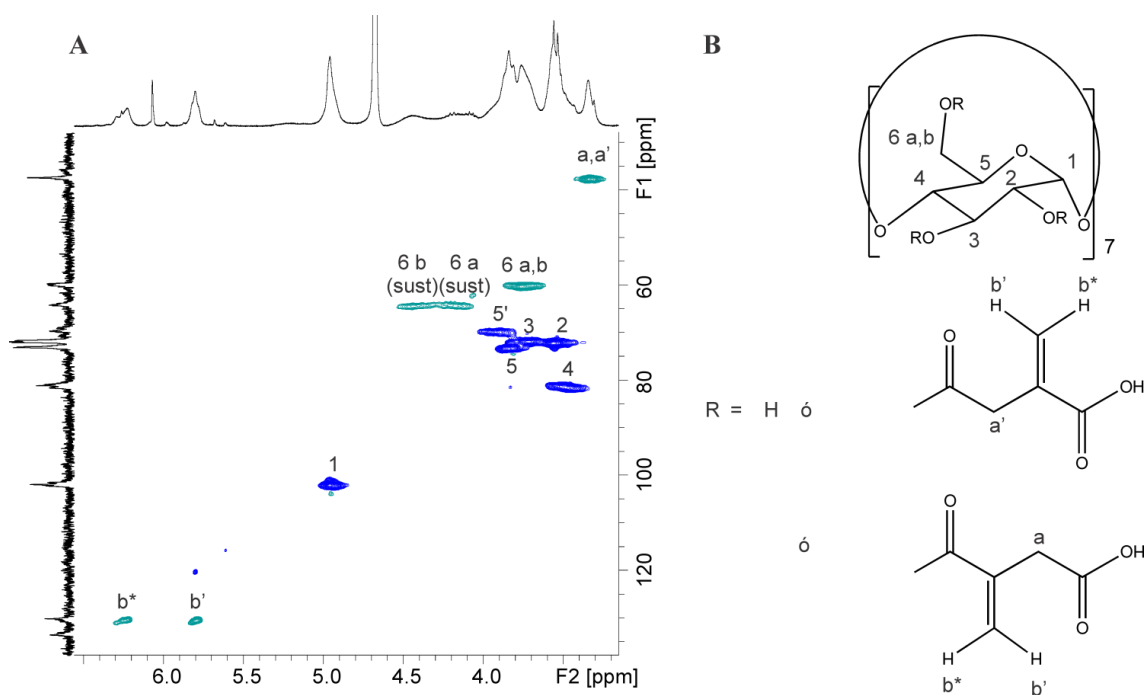 A
a,a’
F1 [ppm]
6 b
(sust)
6 a
(sust)
6 a,b
60
5'
3
2
5
4
80
1
100
120
b*
b’
140
6.0
5.5
5.0
4.5
4.0
F2 [ppm]
B
OR
6 a,b
5
O
1
4
2
OR
O
RO
3
O
7
b’
b*
H
H
O
OH
R = H ó
a’
O
ó
O
a
OH
O
H
H
b*
b’